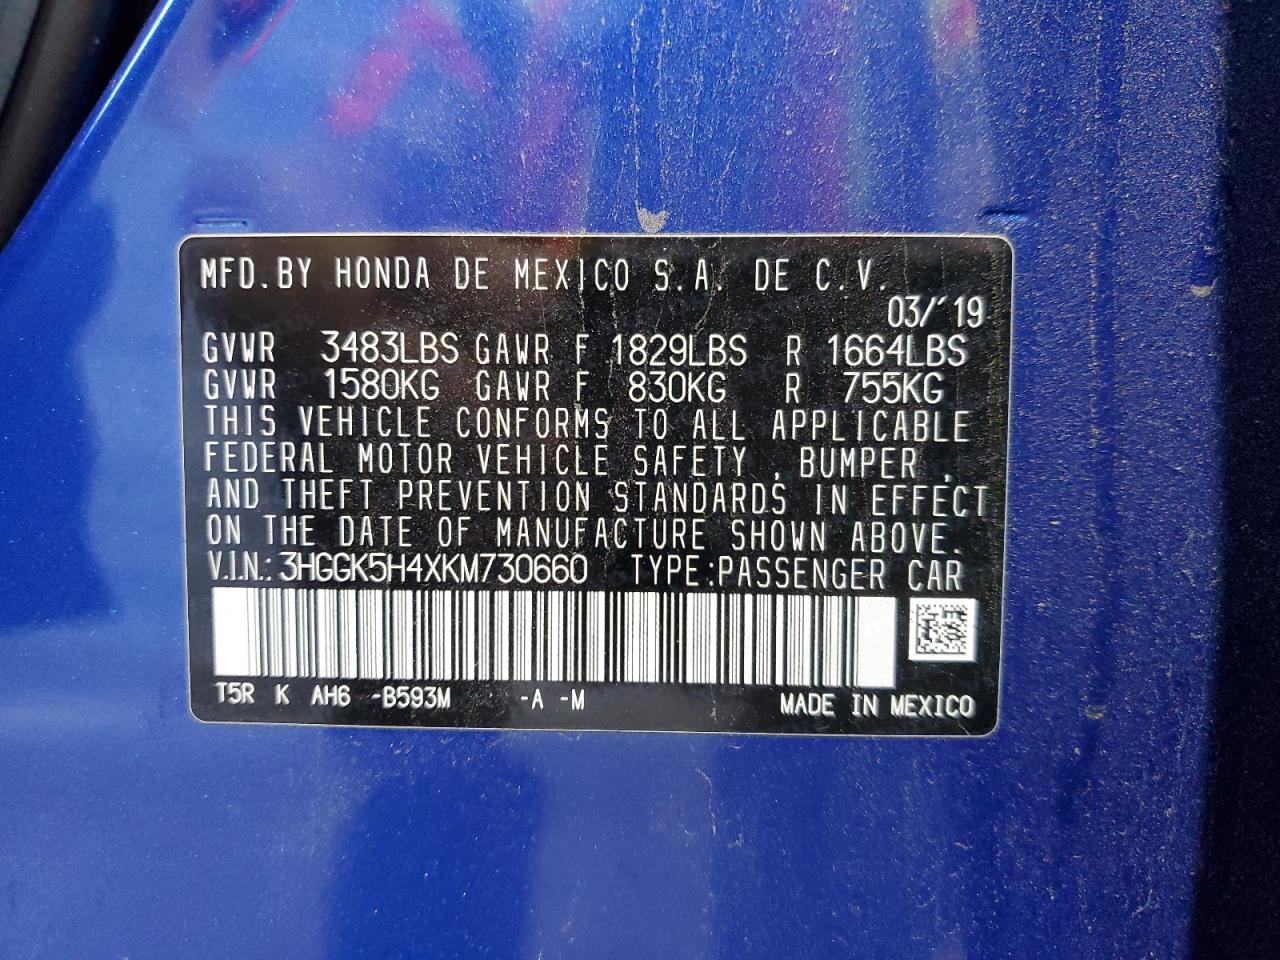 MFD. BY HONDA DE MEXICO S.A. DE C.V.
03/'19
GVWR 3483LBS GAWR F 1829LBS R 1664LBS
GVWR 1580KG GAWR F 830KG R 755KG
THIS VEHICLE CONFORMS TO ALL APPLICABLE
FEDERAL MOTOR VEHICLE SAFETY , BUMPER ,
AND THEFT PREVENTION STANDARDS IN EFFECT
ON THE DATE OF MANUFACTURE SHOWN ABOVE.
V.I.N.: 3HGGK5H4XKM730660 TYPE:PASSENGER CAR
T5R K AH6 -B593M -A -M MADE IN MEXICO